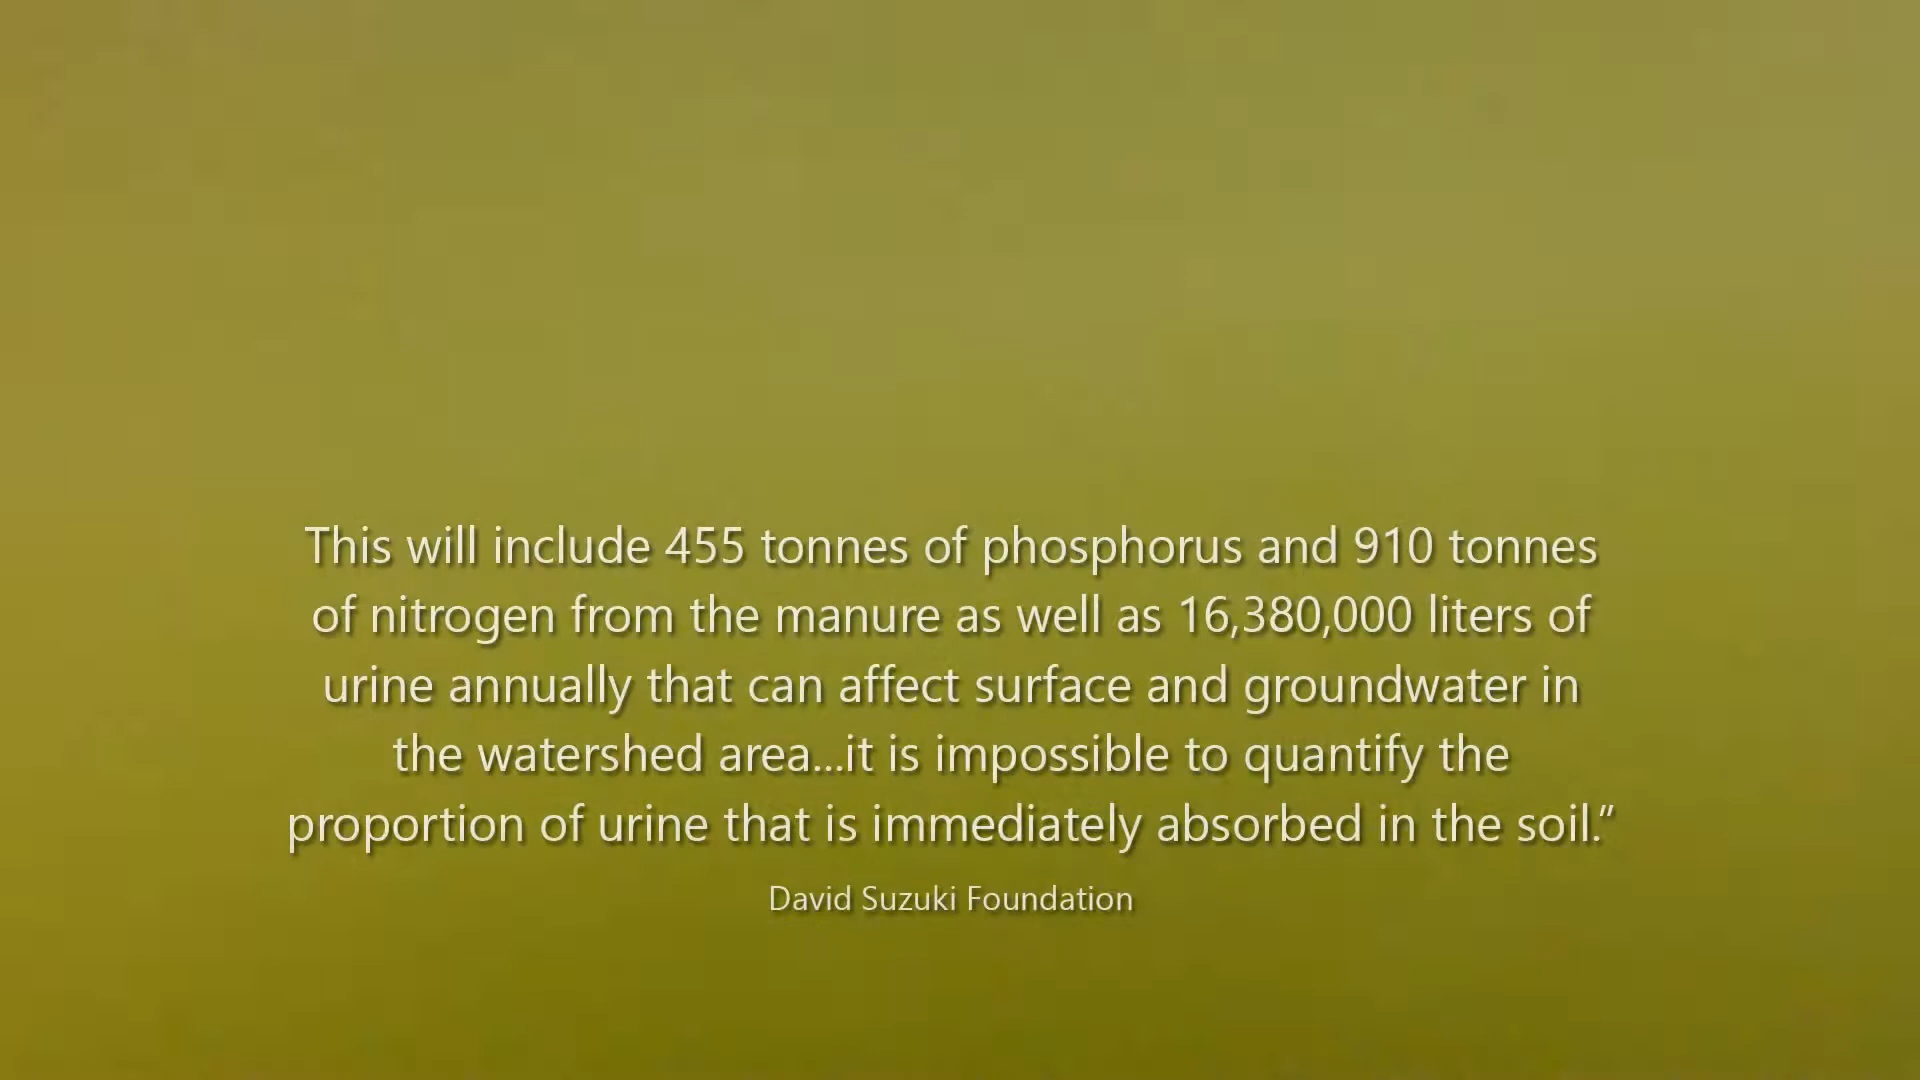 This will include 455 tonnes of phosphorus and 910 tonnes
of nitrogen from the manure as well as 16,380,000 liters of
urine annually that can affect surface and groundwater in
the watershed area...it is impossible to quantify the
proportion of urine that is immediately absorbed in the soil.”
David Suzuki Foundation